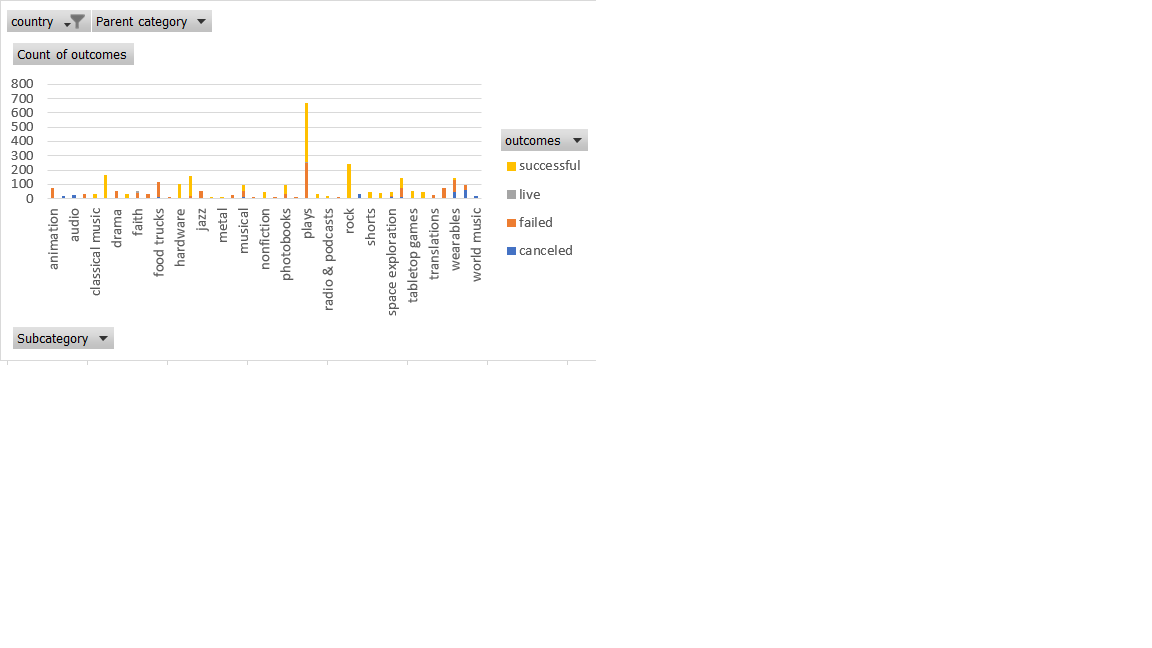 country Parent category
Count of outcomes
800
700
600
500
400
300
200
100
0
animation
audio
classical music
drama
faith
food trucks
hardware
jazz
metal
musical
nonfiction
photobooks
plays
radio & podcasts
rock
shorts
space exploration
tabletop games
translations
wearables
world music
outcomes
successful
live
failed
canceled
Subcategory